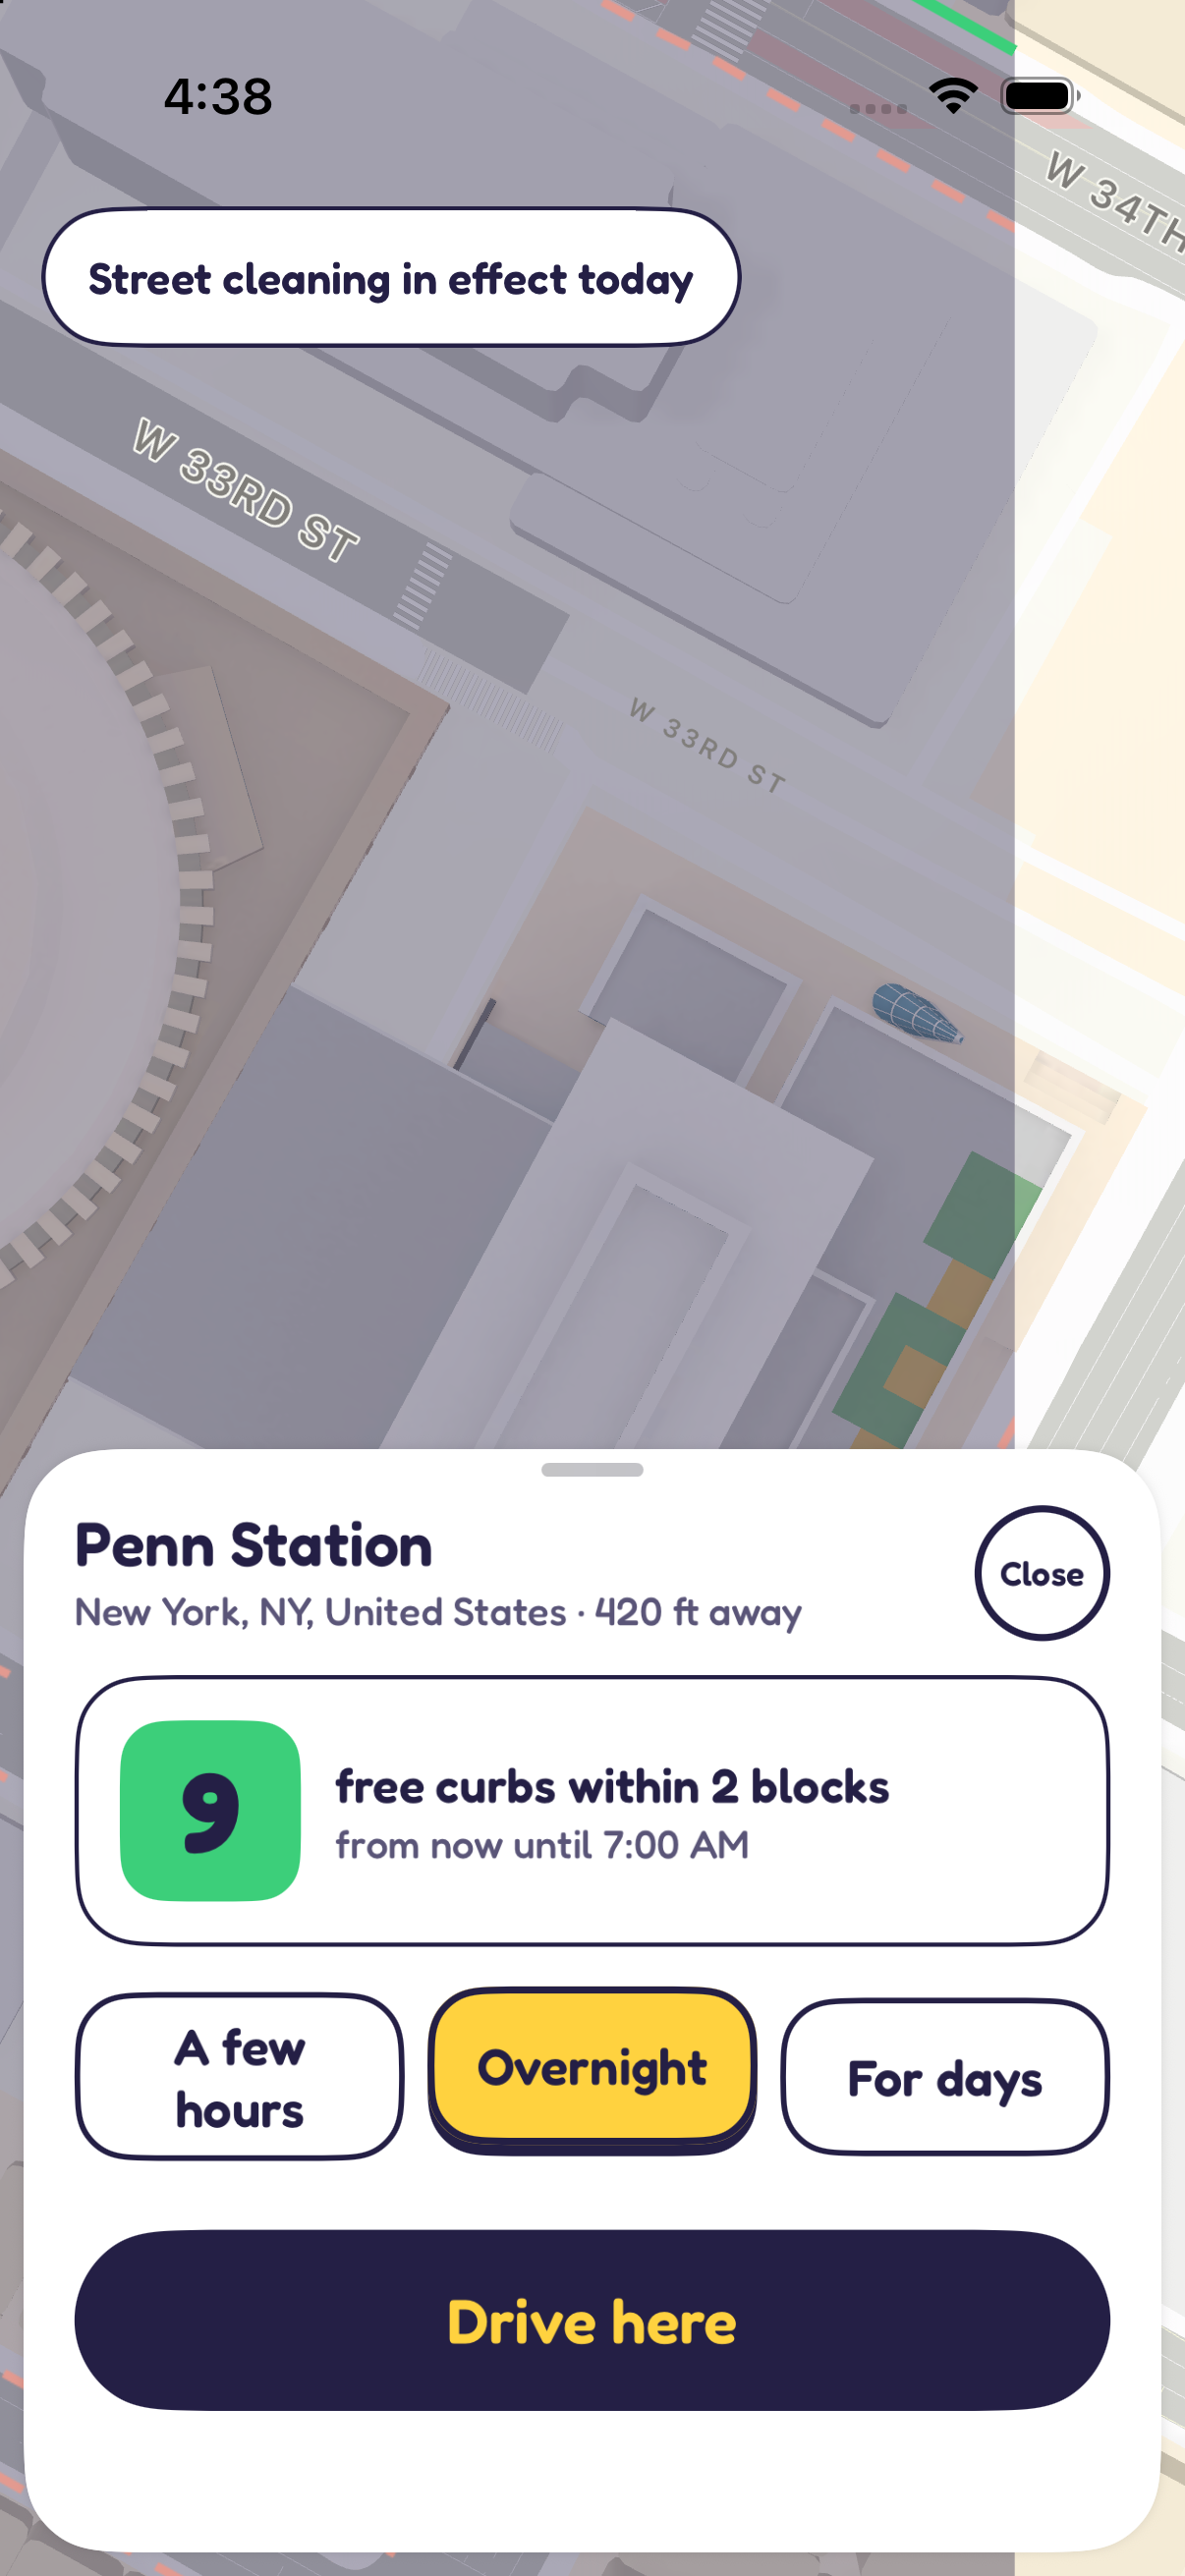 4:38
W 34TH
Street cleaning in effect today
W 33RD ST
W 33RD ST
Penn Station
New York, NY, United States · 420 ft away
Close
9
free curbs within 2 blocks
from now until 7:00 AM
A few
hours
Overnight
For days
Drive here